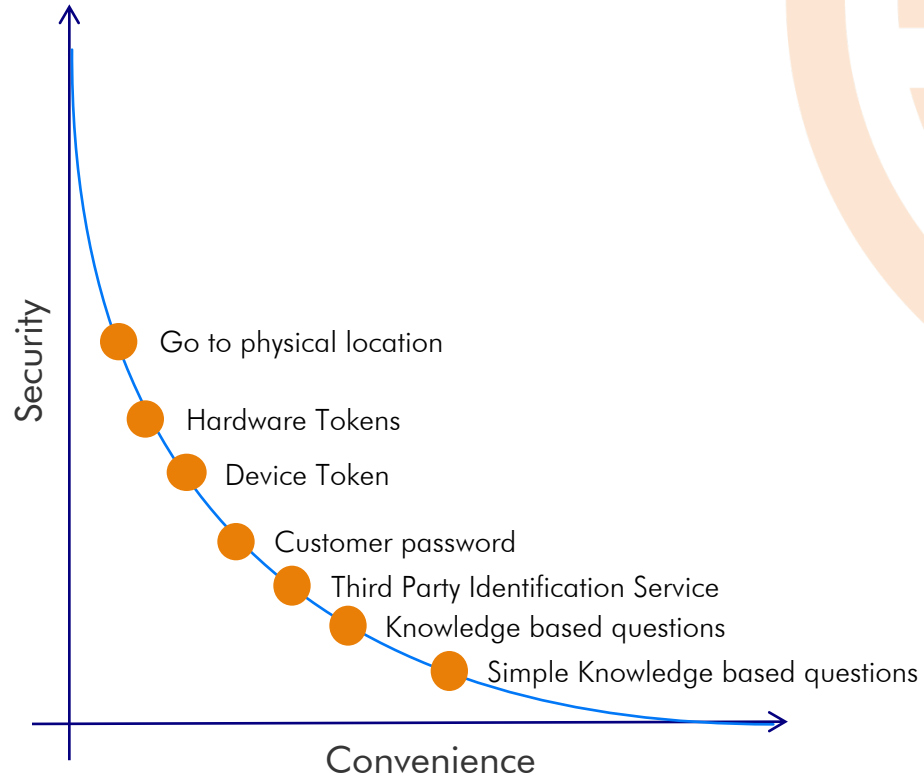 Security
Go to physical location
Hardware Tokens
Device Token
Customer password
Third Party Identification Service
Knowledge based questions
Simple Knowledge based questions
Convenience